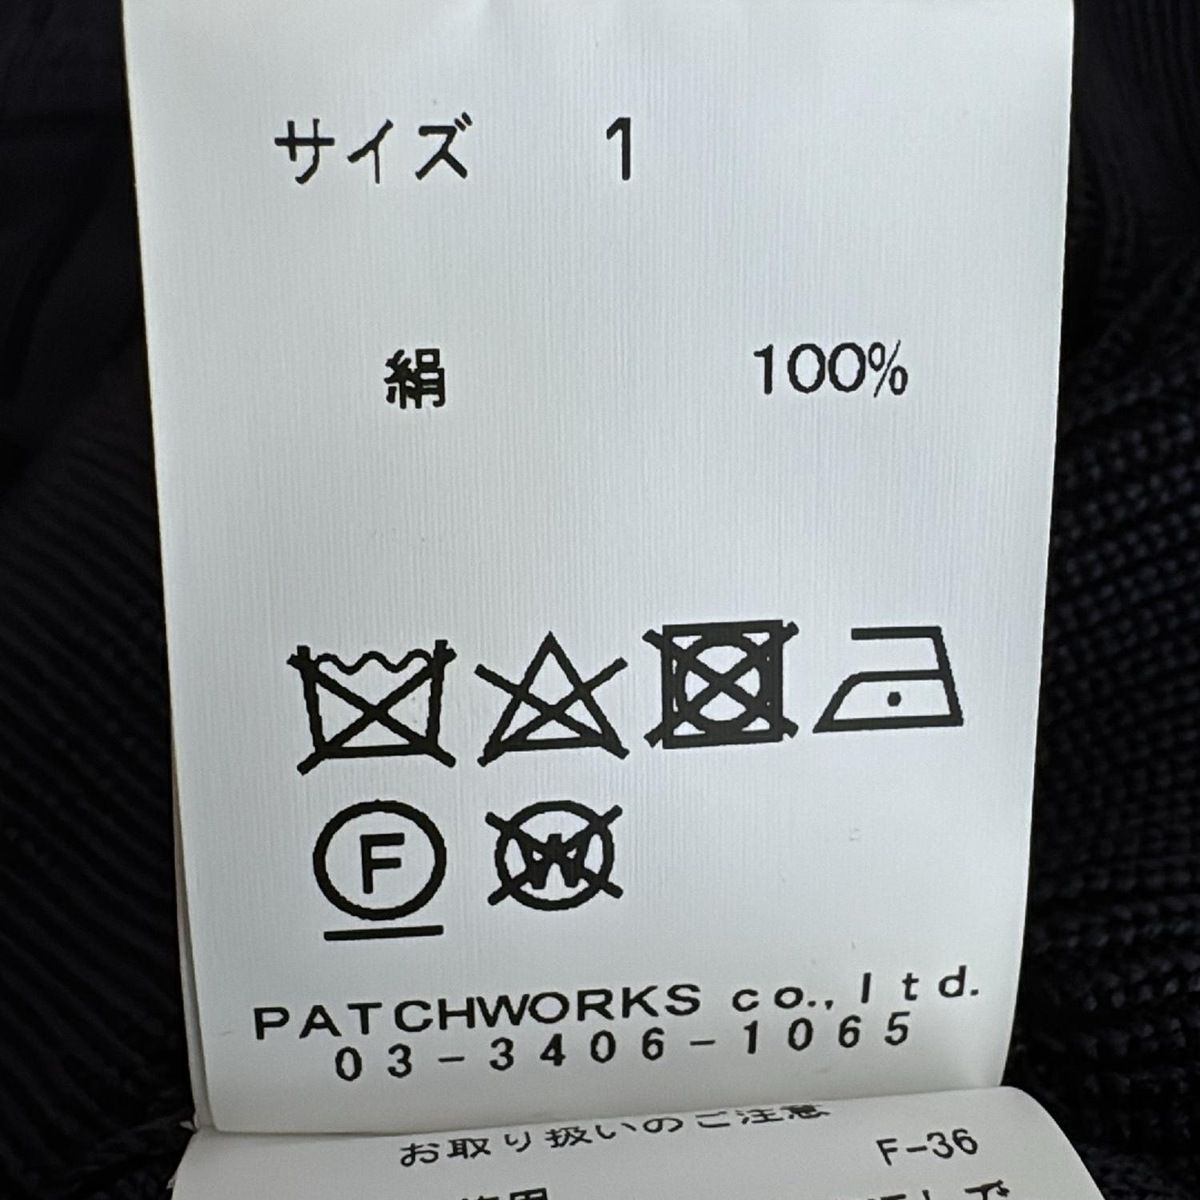 サイズ 1
絹 100%
F W
PATCHWORKS co., ltd.
03-3406-1065
お取り扱いのご注意
F-36